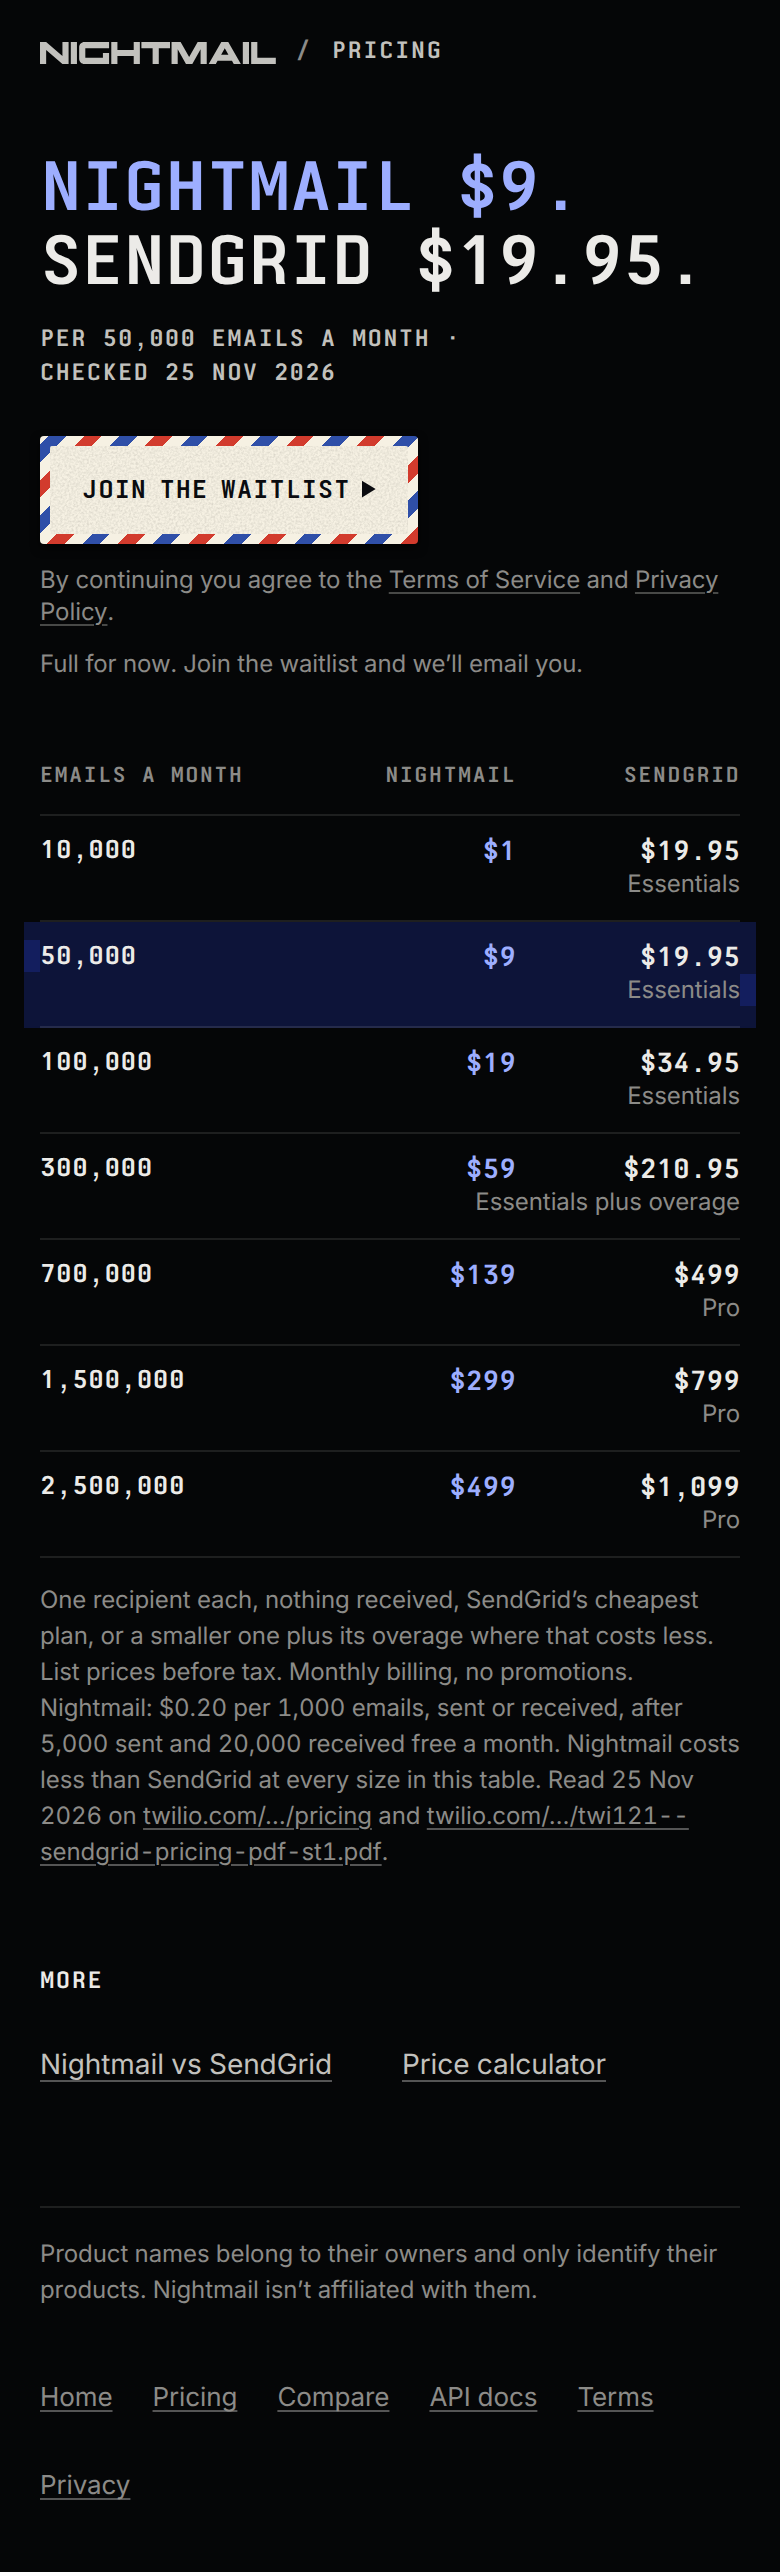 NIGHTMAIL / PRICING
NIGHTMAIL $9.
SENDGRID $19.95.
PER 50,000 EMAILS A MONTH ·
CHECKED 25 NOV 2026
JOIN THE WAITLIST ▶
By continuing you agree to the Terms of Service and Privacy
Policy.
Full for now. Join the waitlist and we’ll email you.
EMAILS A MONTH NIGHTMAIL SENDGRID
10,000 $1 $19.95
Essentials
50,000 $9 $19.95
Essentials
100,000 $19 $34.95
Essentials
300,000 $59 $210.95
Essentials plus overage
700,000 $139 $499
Pro
1,500,000 $299 $799
Pro
2,500,000 $499 $1,099
Pro
One recipient each, nothing received, SendGrid’s cheapest
plan, or a smaller one plus its overage where that costs less.
List prices before tax. Monthly billing, no promotions.
Nightmail: $0.20 per 1,000 emails, sent or received, after
5,000 sent and 20,000 received free a month. Nightmail costs
less than SendGrid at every size in this table. Read 25 Nov
2026 on twilio.com/…/pricing and twilio.com/…/twi121--
sendgrid-pricing-pdf-st1.pdf.
MORE
Nightmail vs SendGrid Price calculator
Product names belong to their owners and only identify their
products. Nightmail isn’t affiliated with them.
Home Pricing Compare API docs Terms
Privacy